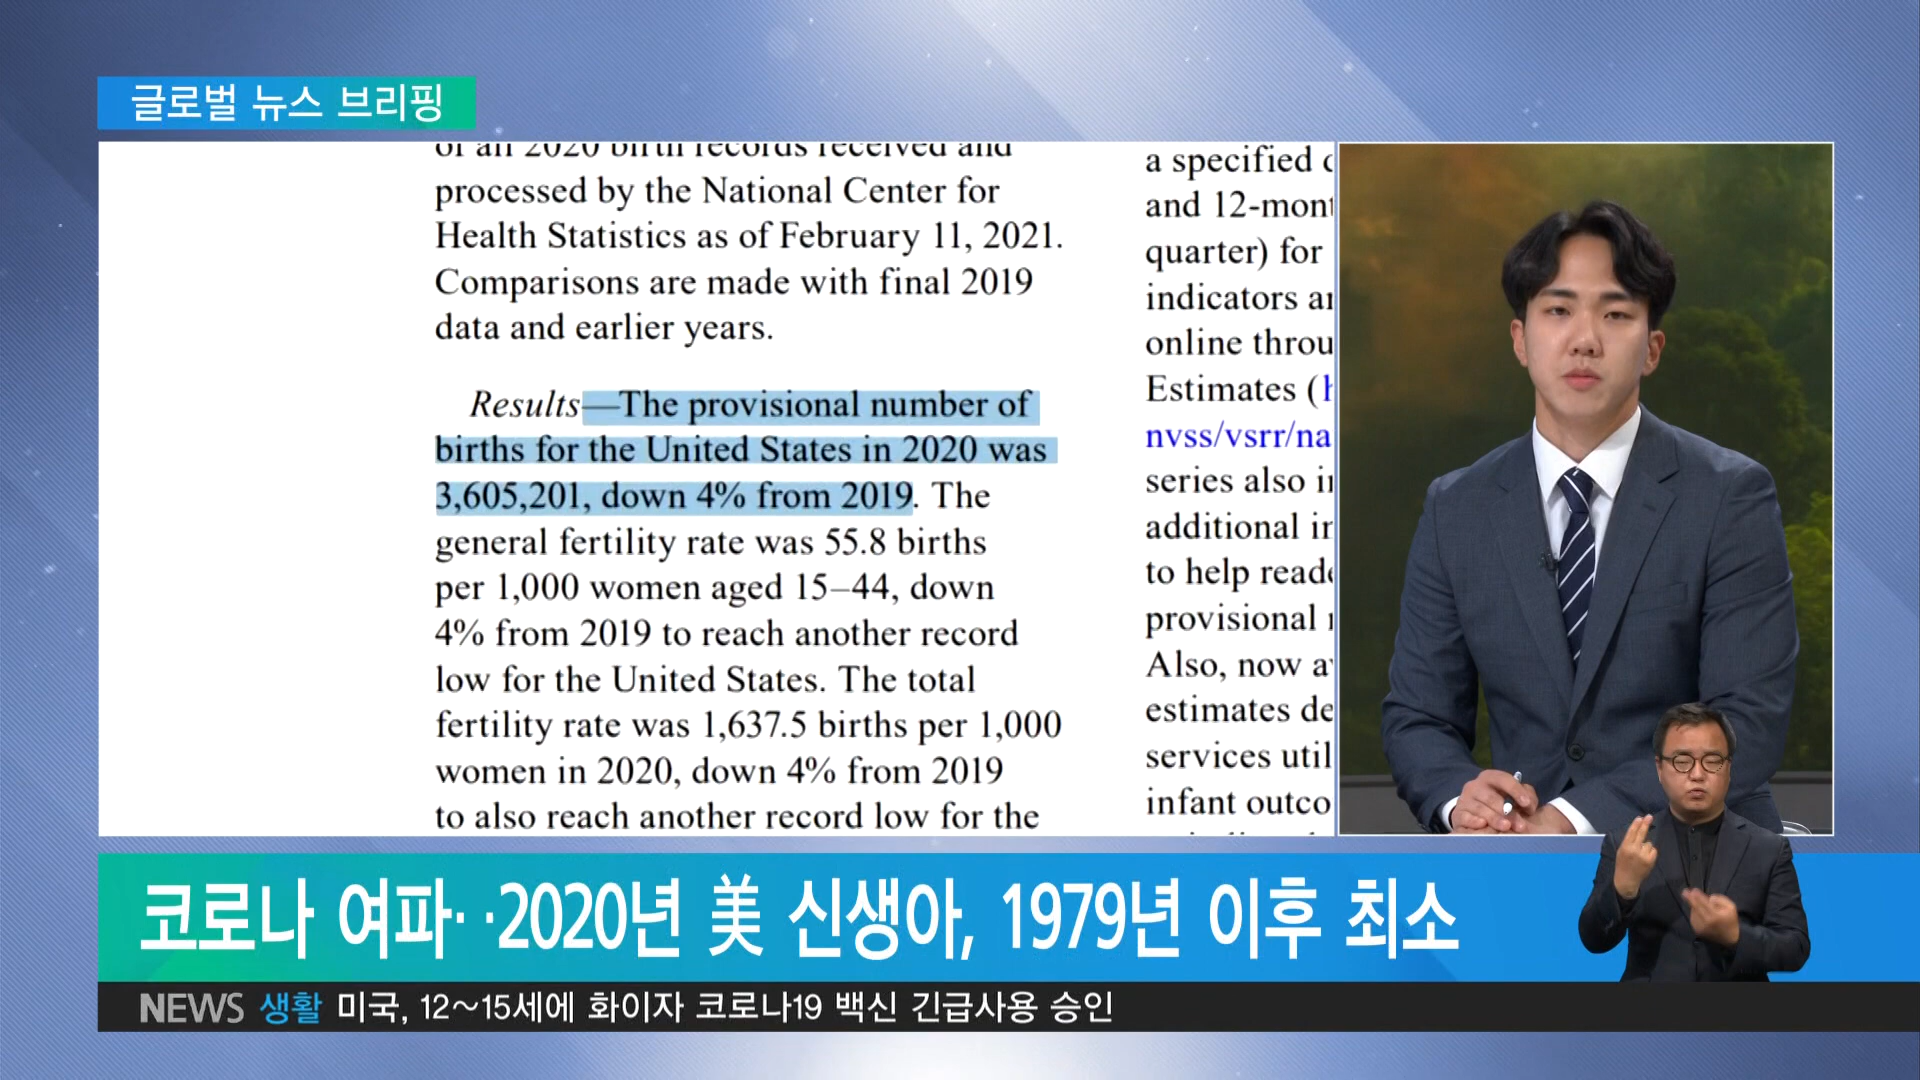 글로벌 뉴스 브리핑
of all 2020 birth records received and
processed by the National Center for
Health Statistics as of February 11, 2021.
Comparisons are made with final 2019
data and earlier years.
Results—The provisional number of
births for the United States in 2020 was
3,605,201, down 4% from 2019. The
general fertility rate was 55.8 births
per 1,000 women aged 15–44, down
4% from 2019 to reach another record
low for the United States. The total
fertility rate was 1,637.5 births per 1,000
women in 2020, down 4% from 2019
to also reach another record low for the
a specified
and 12-mont
quarter) for
indicators
online throu
Estimates (
nvss/vsrr/na
series also
additional
to help reade
provisional
Also, now
estimates de
services util
infant outco
코로나 여파··2020년 美 신생아, 1979년 이후 최소
NEWS 생활 미국, 12~15세에 화이자 코로나19 백신 긴급사용 승인